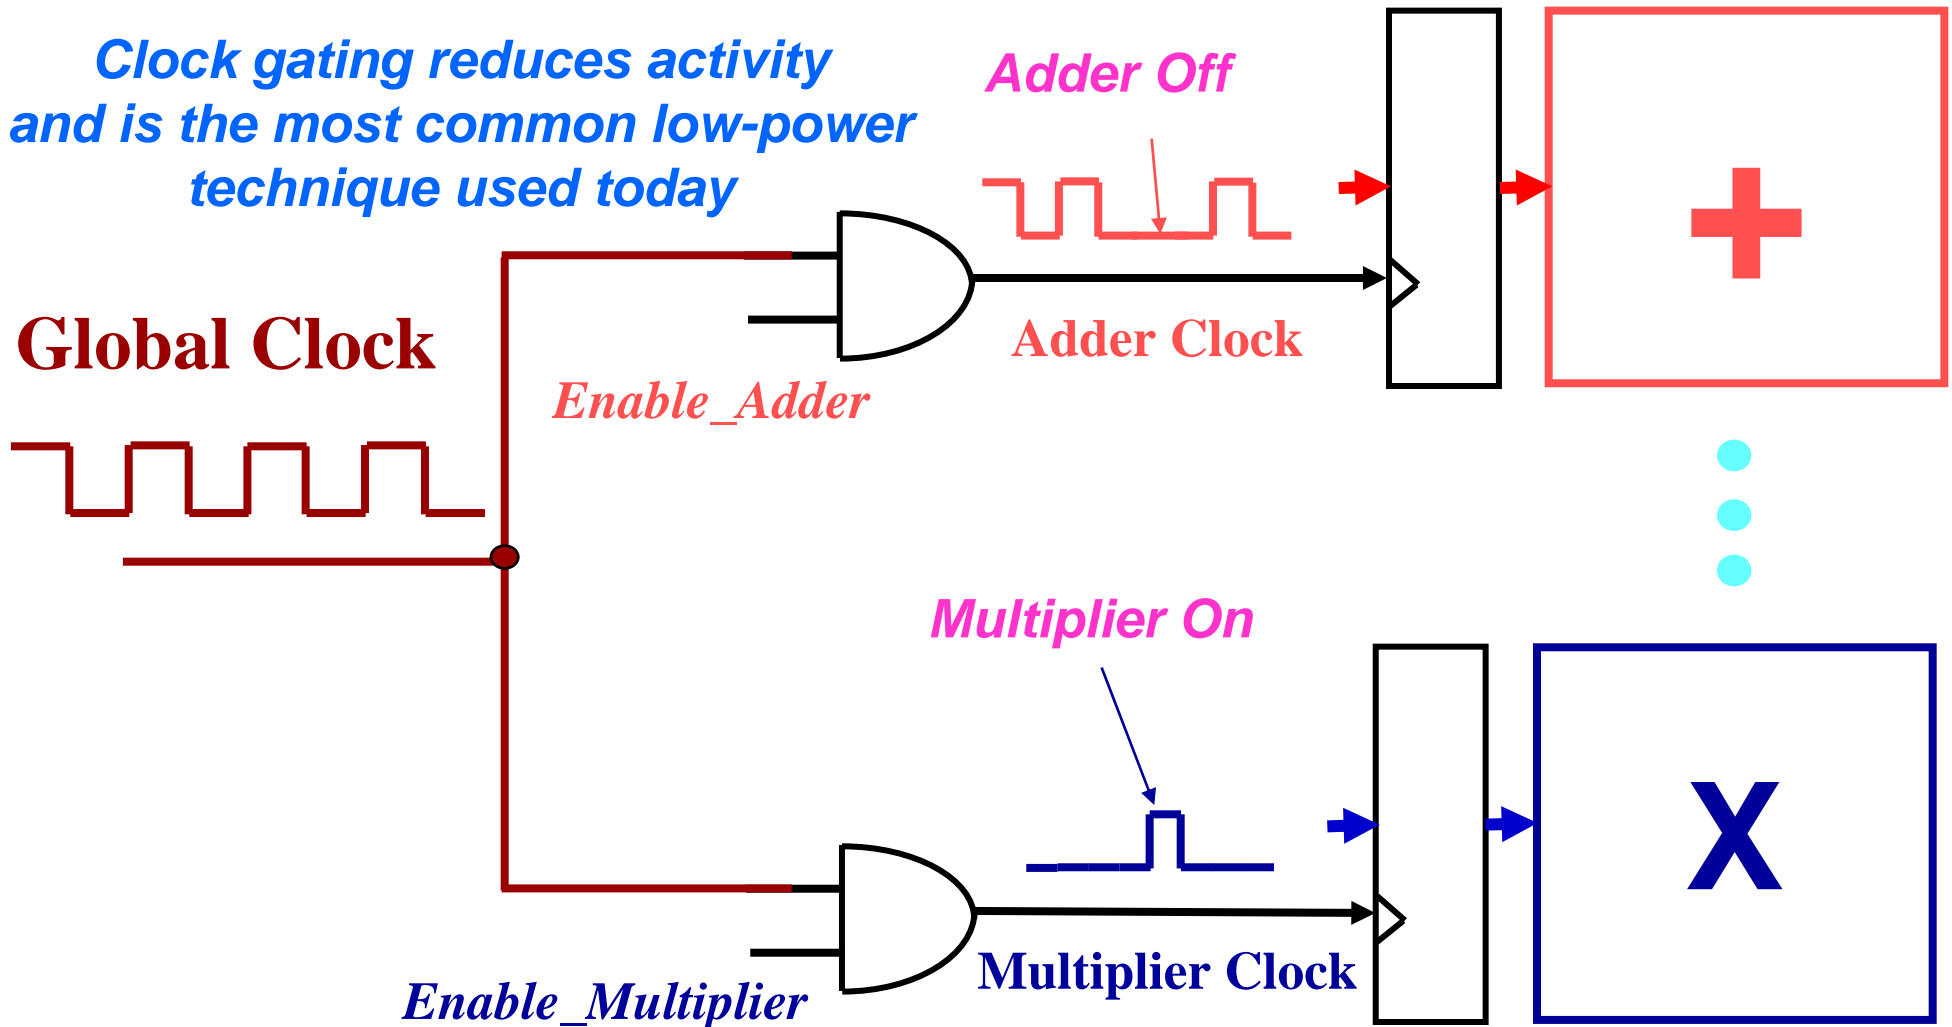 Clock gating reduces activity
and is the most common low-power
technique used today
Adder Off
+
Global Clock
Adder Clock
Enable_Adder
Multiplier On
X
Multiplier Clock
Enable_Multiplier